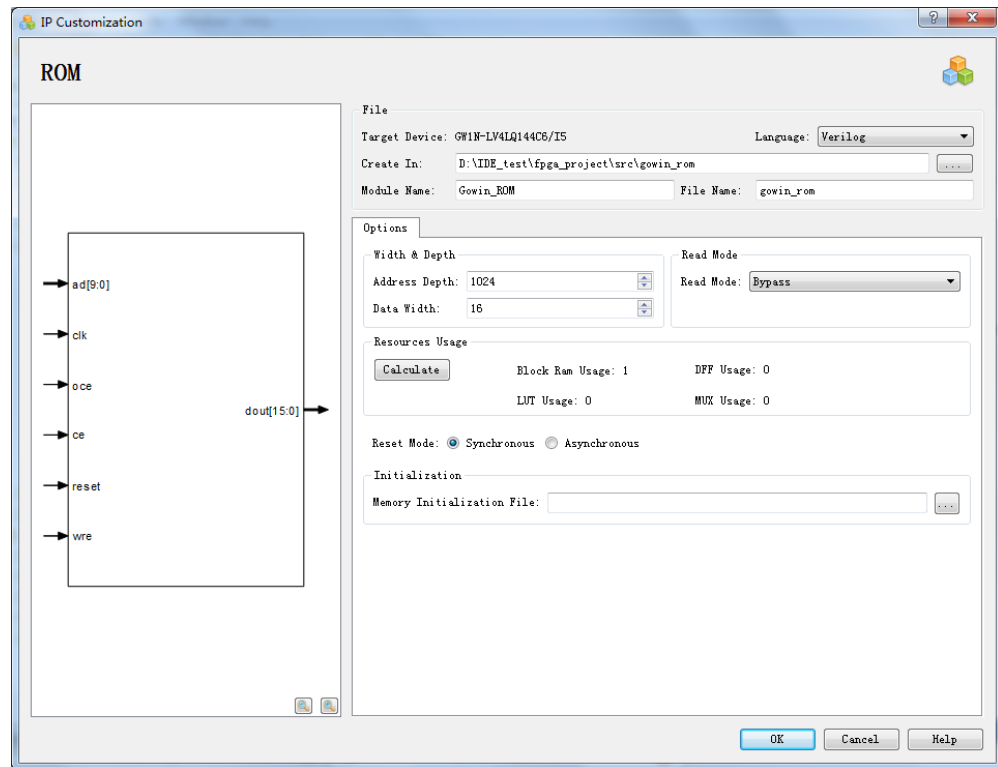 IP Customization
ROM
File
Target Device: GW1N-LV4LQ144C6/I5
Language: Verilog
Create In: D:\IDE_test\fpga_project\src\gowin_rom ...
Module Name: Gowin_ROM
File Name: gowin_rom
ad[9:0]
clk
oce
ce
reset
wre
dout[15:0]
Options
Width & Depth
Address Depth: 1024
Data Width: 16
Read Mode
Read Mode: Bypass
Resources Usage
Calculate
Block Ram Usage: 1
DFF Usage: 0
LUT Usage: 0
MUX Usage: 0
Reset Mode: Synchronous Asynchronous
Initialization
Memory Initialization File: ...
OK Cancel Help